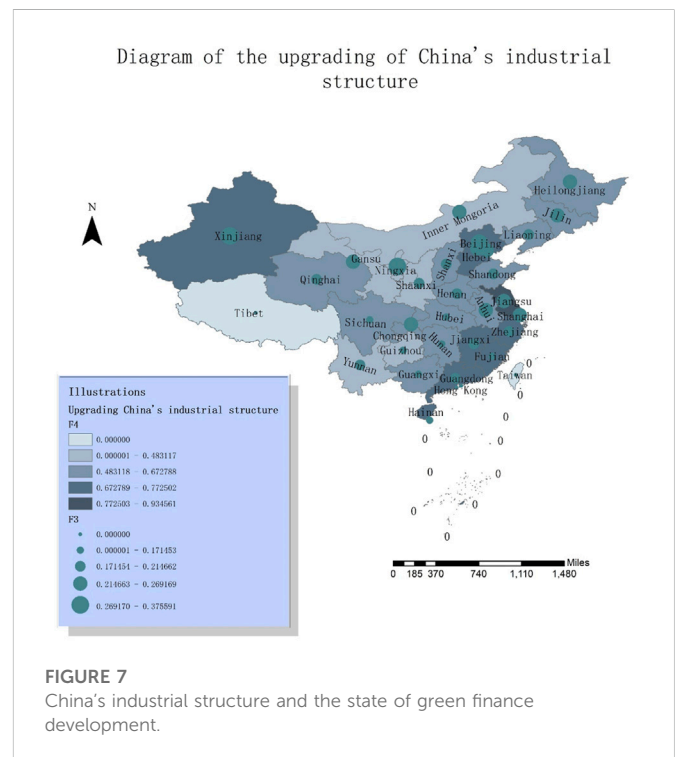 Diagram of the upgrading of China's industrial
structure
N
Heilongjiang
Jilin
Inner Mongoria
Liaoning
Xinjiang
Beijing
Hebei
Gansu
Ningxia
Shanxi
Shandong
Qinghai
Shaanxi
Henan
Jiangsu
Anhui
Shanghai
Tibet
Sichuan
Hubei
Zhejiang
Chongqing
Hunan
Jiangxi
Guizhou
Fujian
Yunnan
Guangxi
Guangdong
Taiwan
Hong Kong
Hainan
0
0
0
0
0
0
0
0
0
0
Illustrations
Upgrading China's industrial structure
F4
0.000000
0.000001 - 0.483117
0.483118 - 0.672788
0.672789 - 0.772502
0.772503 - 0.934561
F3
0.000000
0.000001 - 0.171453
0.171454 - 0.214662
0.214663 - 0.269169
0.269170 - 0.375591
Miles
0 185 370 740 1,110 1,480
FIGURE 7
China's industrial structure and the state of green finance
development.